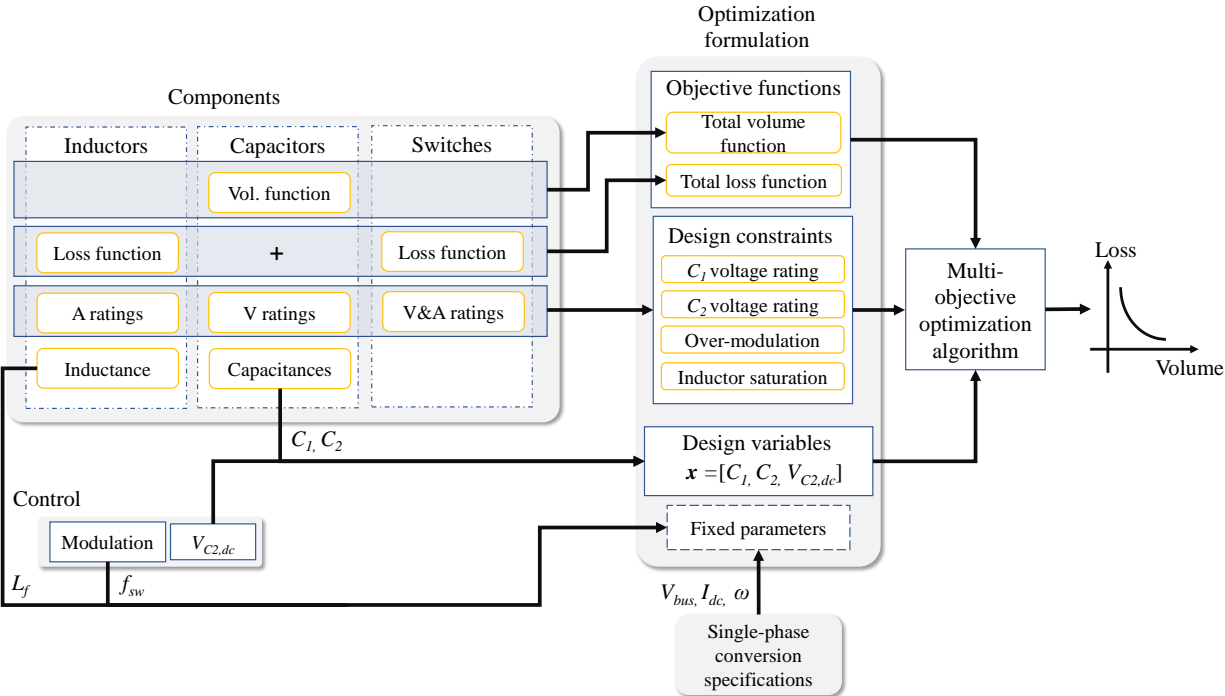 Optimization
formulation
Components
Inductors
Capacitors
Switches
Vol. function
Loss function
+
Loss function
A ratings
V ratings
V&A ratings
Inductance
Capacitances
Objective functions
Total volume
function
Total loss function
Design constraints
C1 voltage rating
C2 voltage rating
Over-modulation
Inductor saturation
Multi-
objective
optimization
algorithm
Loss
Volume
C1, C2
Design variables
x =[C1, C2, VC2,dc]
Control
Modulation
VC2,dc
Fixed parameters
Lf
fsw
Vbus, Idc, ω
Single-phase
conversion
specifications